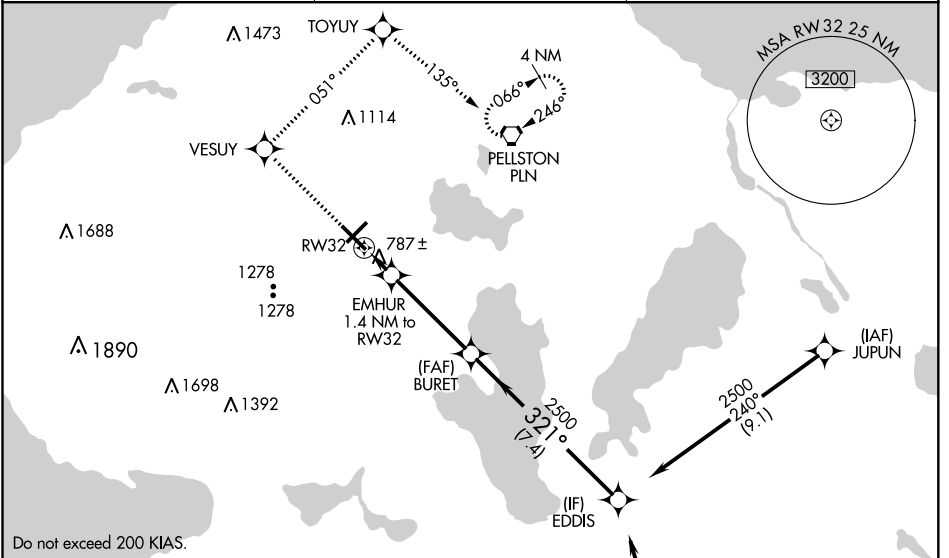 1473
TOYUY
051°
135°
4 NM
066°
246°
MSA RW32 25 NM
3200
1114
VESUY
PELLSTON
PLN
1688
RW32
787 ±
1278
1278
EMHUR
1.4 NM to
RW32
1890
(FAF)
BURET
(IAF)
JUPUN
1698
1392
2500
321°
(7.4)
2500
240°
(9.1)
(IF)
EDDIS
Do not exceed 200 KIAS.